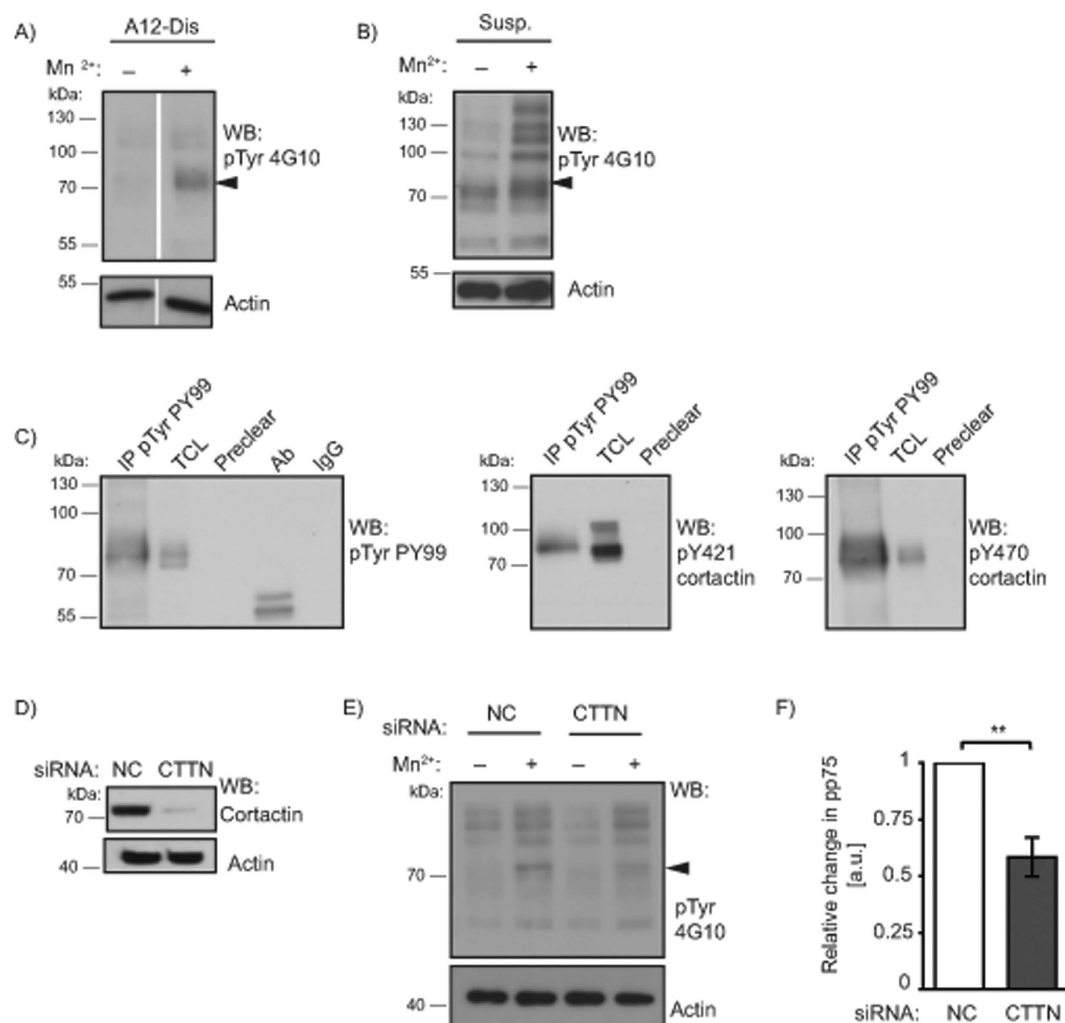 A)
A12-Dis
Mn 2+: – +
kDa:
130
100
70
55
WB:
pTyr 4G10
55
Actin
B)
Susp.
Mn2+: – +
kDa:
130
100
70
WB:
pTyr 4G10
55
Actin
C)
IP pTyr PY99
TCL
Preclear
Ab
IgG
kDa:
130
100
70
55
WB:
pTyr PY99
IP pTyr PY99
TCL
Preclear
kDa:
130
100
70
WB:
pY421
cortactin
IP pTyr PY99
TCL
Preclear
kDa:
130
100
70
WB:
pY470
cortactin
D)
siRNA: NC CTTN
kDa:
70
WB:
Cortactin
40
Actin
E)
siRNA: NC CTTN
Mn2+: – + – +
kDa:
70
WB:
pTyr
4G10
40
Actin
F)
**
Relative change in pp75
[a.u.]
1
0.75
0.5
0.25
0
siRNA: NC CTTN